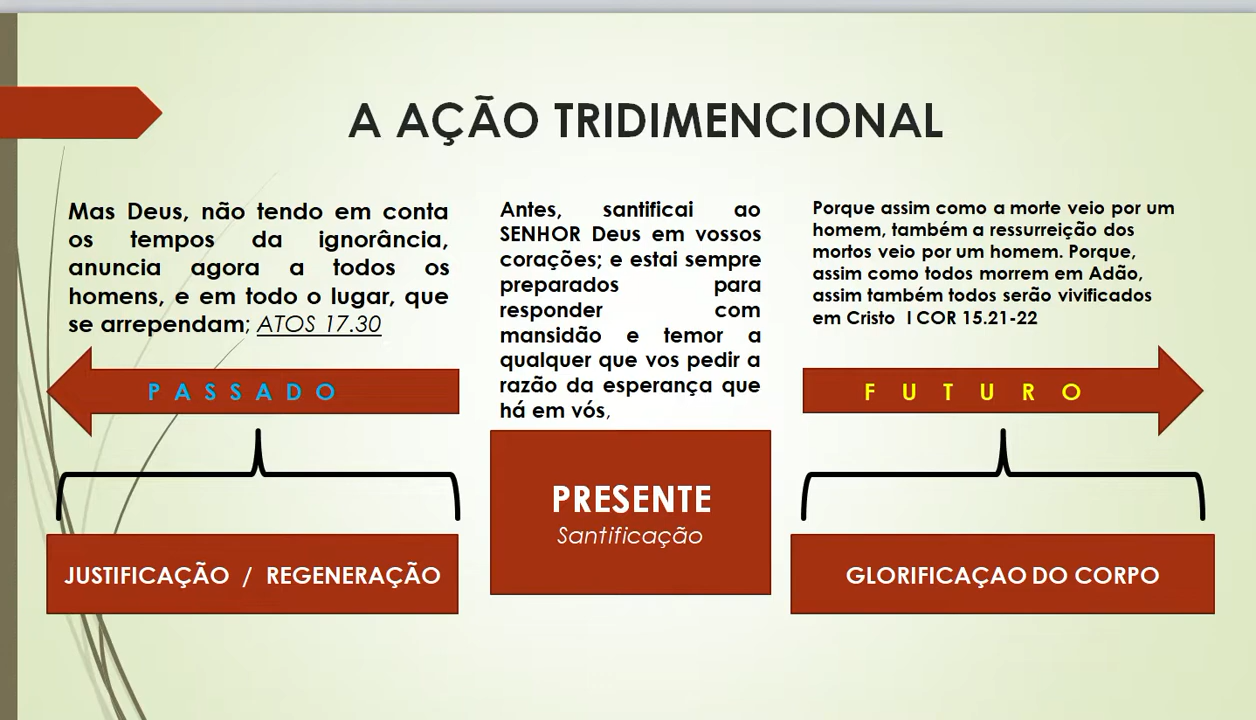 A AÇÃO TRIDIMENCIONAL
Mas Deus, não tendo em conta
os tempos da ignorância,
anuncia agora a todos os
homens, e em todo o lugar, que
se arrependam; ATOS 17.30
PASSADO
JUSTIFICAÇÃO / REGENERAÇÃO
Antes, santificai ao
SENHOR Deus em vossos
corações; e estai sempre
preparados para
responder com
mansidão e temor a
qualquer que vos pedir a
razão da esperança que
há em vós,
PRESENTE
Santificação
Porque assim como a morte veio por um
homem, também a ressurreição dos
mortos veio por um homem. Porque,
assim como todos morrem em Adão,
assim também todos serão vivificados
em Cristo I COR 15.21-22
FUTURO
GLORIFICAÇAO DO CORPO